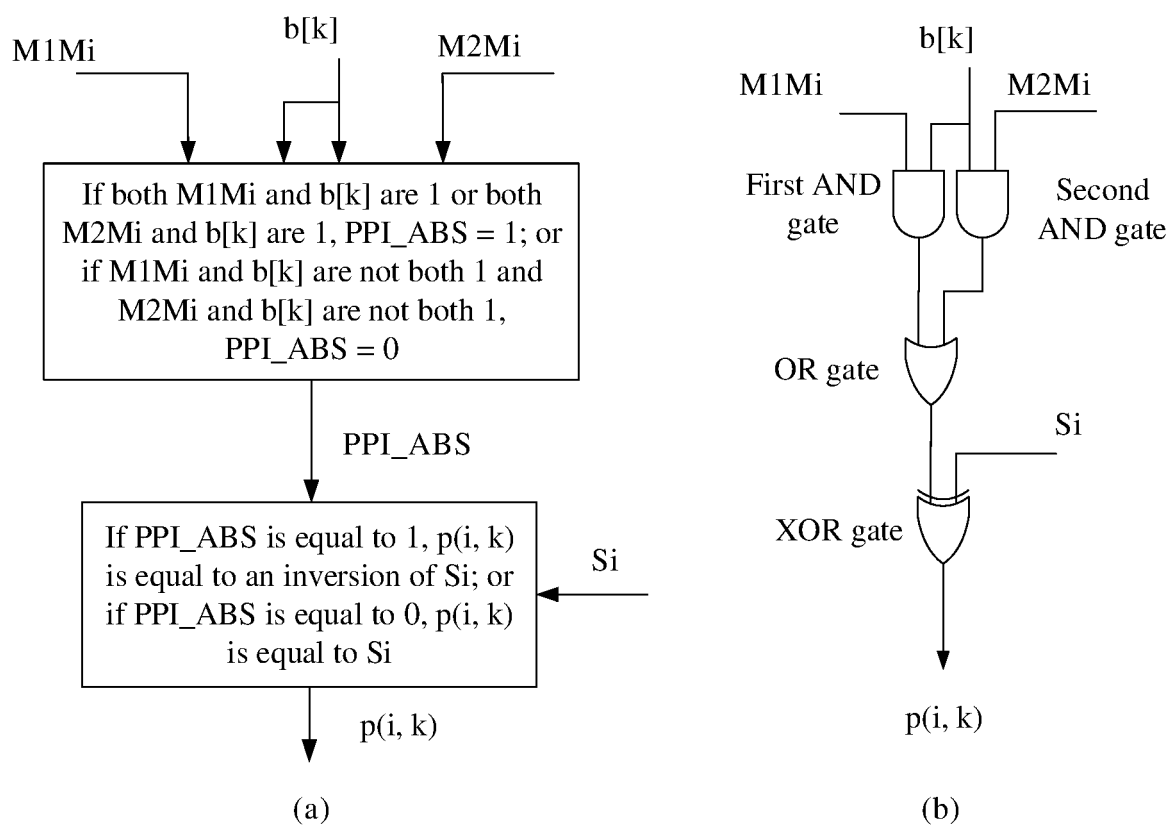 b[k]
M1Mi
M2Mi
If both M1Mi and b[k] are 1 or both
M2Mi and b[k] are 1, PPI_ABS = 1; or
if M1Mi and b[k] are not both 1 and
M2Mi and b[k] are not both 1,
PPI_ABS = 0
PPI_ABS
If PPI_ABS is equal to 1, p(i, k)
is equal to an inversion of Si; or
if PPI_ABS is equal to 0, p(i, k)
is equal to Si
Si
p(i, k)
(a)
b[k]
M1Mi
M2Mi
First AND
gate
Second
AND gate
OR gate
Si
XOR gate
p(i, k)
(b)